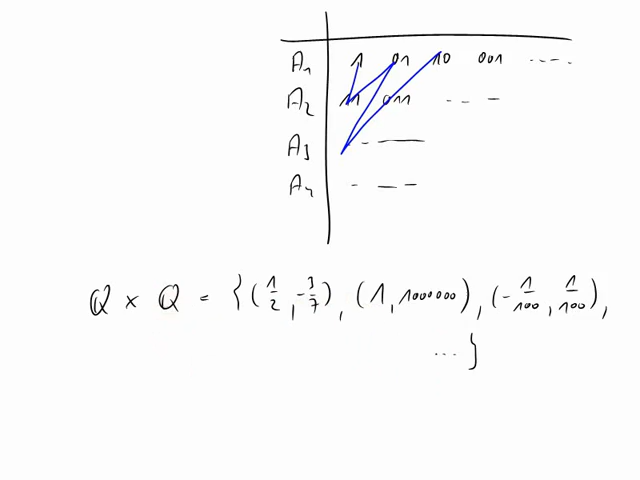 A₁ 1 01 10 001 ....
A₂ 11 011 ...
A₃
A₄
Q × Q = {(1/2, -3/7), (1, 1000000), (-1/100, 1/100),
... }